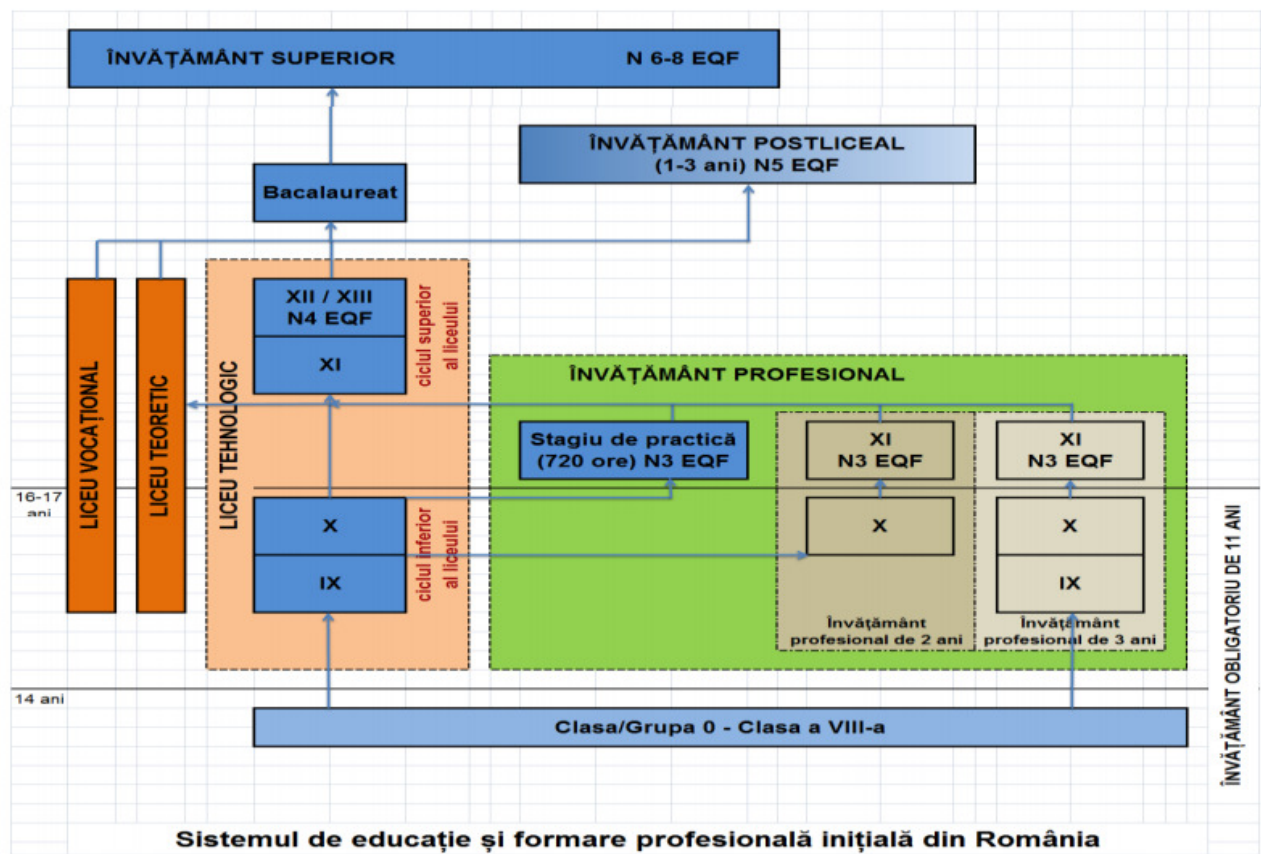 ÎNVĂȚĂMÂNT SUPERIOR N 6-8 EQF
ÎNVĂȚĂMÂNT POSTLICEAL
(1-3 ani) N5 EQF
Bacalaureat
LICEU VOCAȚIONAL
LICEU TEORETIC
LICEU TEHNOLOGIC
XII / XIII
N4 EQF
XI
ciclul superior
al liceului
ÎNVĂȚĂMÂNT PROFESIONAL
Stagiu de practică
(720 ore) N3 EQF
XI
N3 EQF
XI
N3 EQF
16-17
ani
X
IX
ciclul inferior
al liceului
X
X
IX
Învățământ
profesional de 2 ani
Învățământ
profesional de 3 ani
ÎNVĂȚĂMÂNT OBLIGATORIU DE 11 ANI
14 ani
Clasa/Grupa 0 - Clasa a VIII-a
Sistemul de educație și formare profesională inițială din România